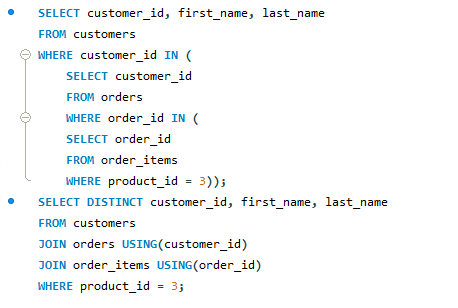 SELECT customer_id, first_name, last_name
FROM customers
WHERE customer_id IN (
    SELECT customer_id
    FROM orders
    WHERE order_id IN (
    SELECT order_id
    FROM order_items
    WHERE product_id = 3));
SELECT DISTINCT customer_id, first_name, last_name
FROM customers
JOIN orders USING(customer_id)
JOIN order_items USING(order_id)
WHERE product_id = 3;